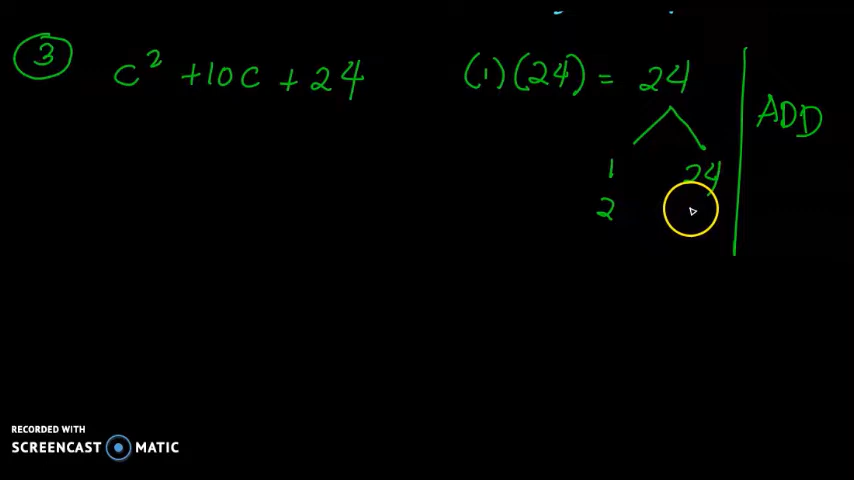 3 c² +10c + 24 (1)(24) = 24
ADD
1 24
2
RECORDED WITH
SCREENCAST MATIC